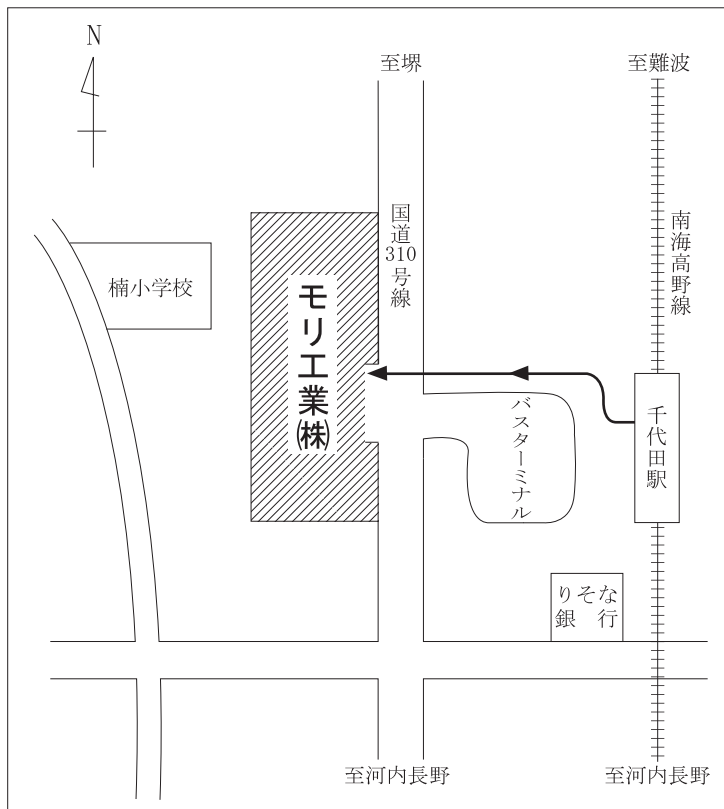 N
至堺
至難波
国道310号線
南海高野線
楠小学校
モリ工業㈱
バスターミナル
千代田駅
りそな
銀　行
至河内長野
至河内長野